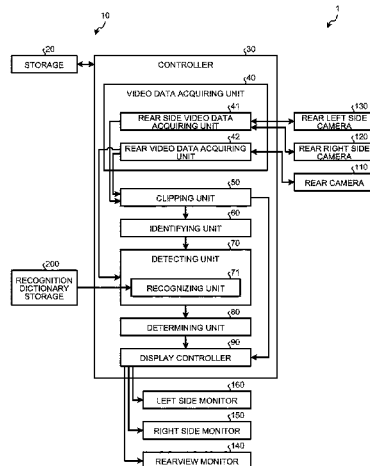 10
1
20
STORAGE
30
CONTROLLER
40
VIDEO DATA ACQUIRING UNIT
41
REAR SIDE VIDEO DATA
ACQUIRING UNIT
42
REAR VIDEO DATA ACQUIRING
UNIT
130
REAR LEFT SIDE
CAMERA
120
REAR RIGHT SIDE
CAMERA
110
REAR CAMERA
50
CLIPPING UNIT
60
IDENTIFYING UNIT
70
DETECTING UNIT
71
RECOGNIZING UNIT
200
RECOGNITION
DICTIONARY
STORAGE
80
DETERMINING UNIT
90
DISPLAY CONTROLLER
160
LEFT SIDE MONITOR
150
RIGHT SIDE MONITOR
140
REARVIEW MONITOR